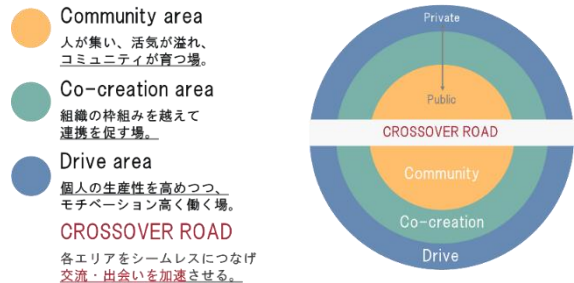 Community area
人が集い、活気が溢れ、
コミュニティが育つ場。
Co-creation area
組織の枠組みを越えて
連携を促す場。
Drive area
個人の生産性を高めつつ、
モチベーション高く働く場。
CROSSOVER ROAD
各エリアをシームレスにつなげ
交流・出会いを加速させる。
Private
Public
CROSSOVER ROAD
Community
Co-creation
Drive